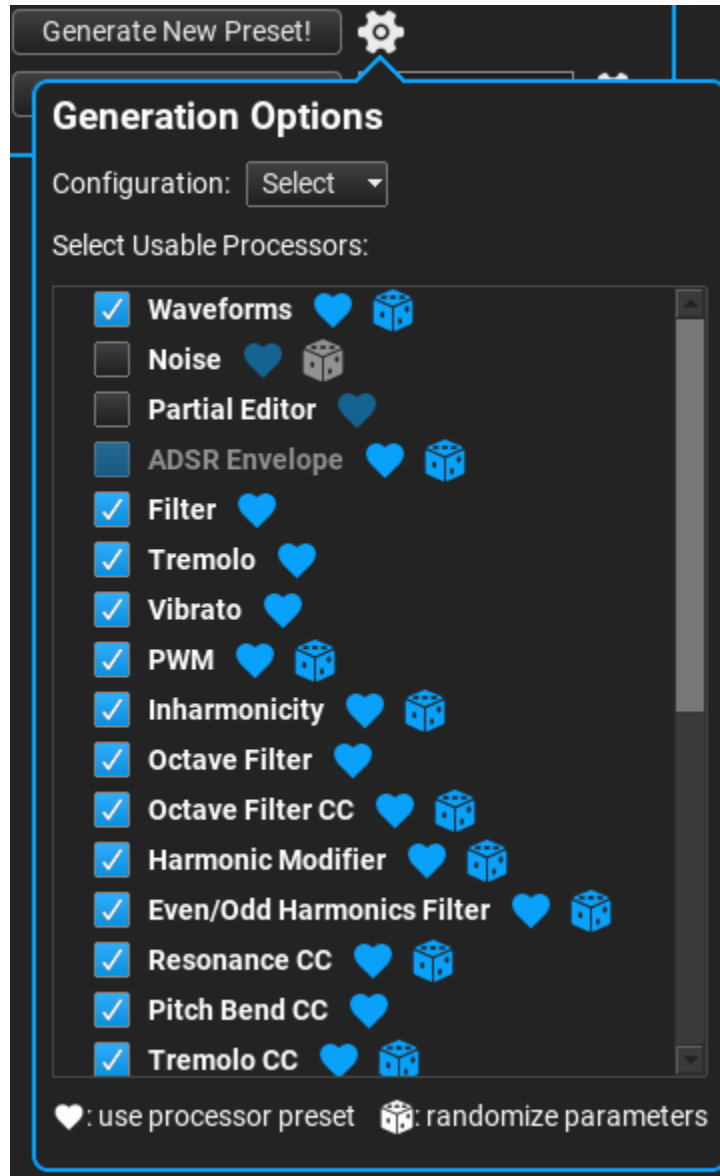 Generate New Preset!
Generation Options
Configuration: Select
Select Usable Processors:
Waveforms
Noise
Partial Editor
ADSR Envelope
Filter
Tremolo
Vibrato
PWM
Inharmonicity
Octave Filter
Octave Filter CC
Harmonic Modifier
Even/Odd Harmonics Filter
Resonance CC
Pitch Bend CC
Tremolo CC
: use processor preset : randomize parameters